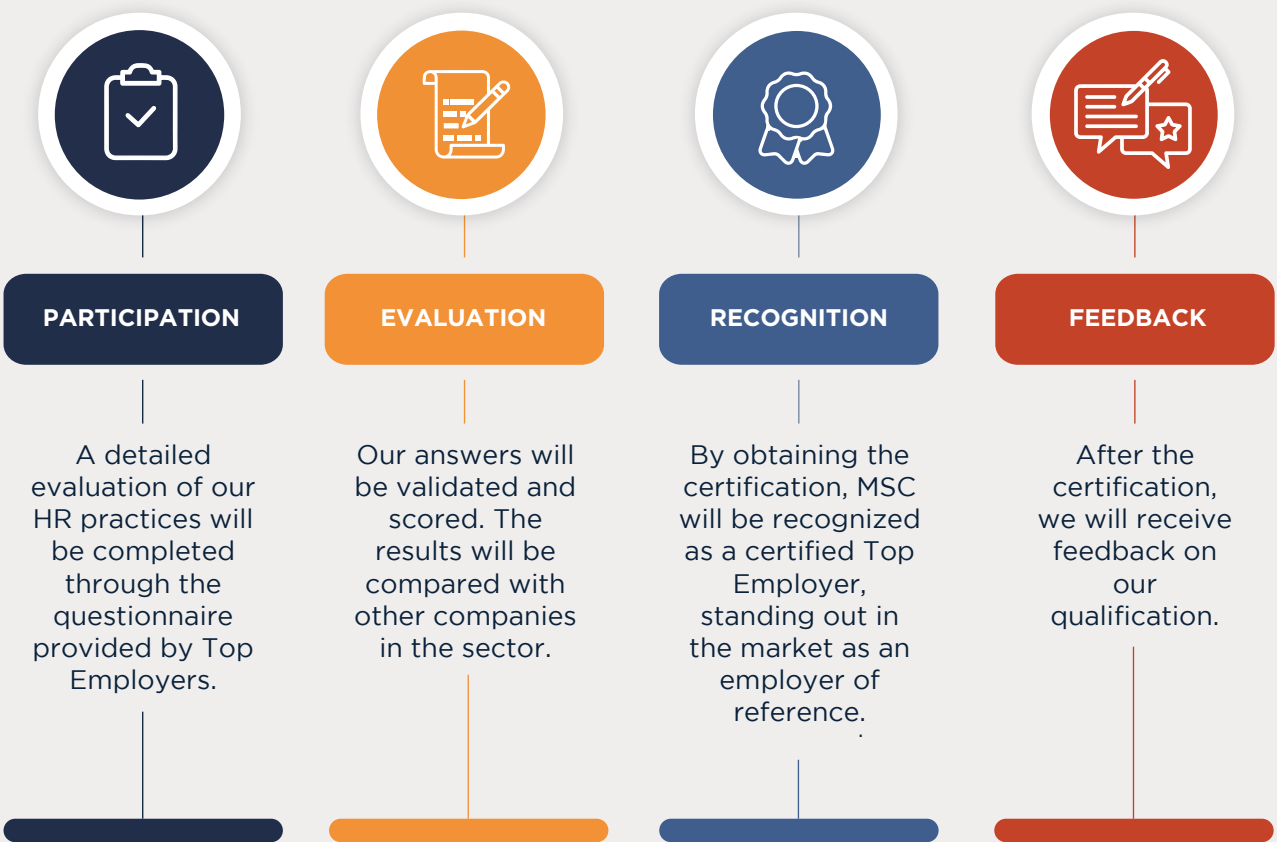 PARTICIPATION
A detailed
evaluation of our
HR practices will
be completed
through the
questionnaire
provided by Top
Employers.
EVALUATION
Our answers will
be validated and
scored. The
results will be
compared with
other companies
in the sector.
RECOGNITION
By obtaining the
certification, MSC
will be recognized
as a certified Top
Employer,
standing out in
the market as an
employer of
reference.
.
FEEDBACK
After the
certification,
we will receive
feedback on
our
qualification.